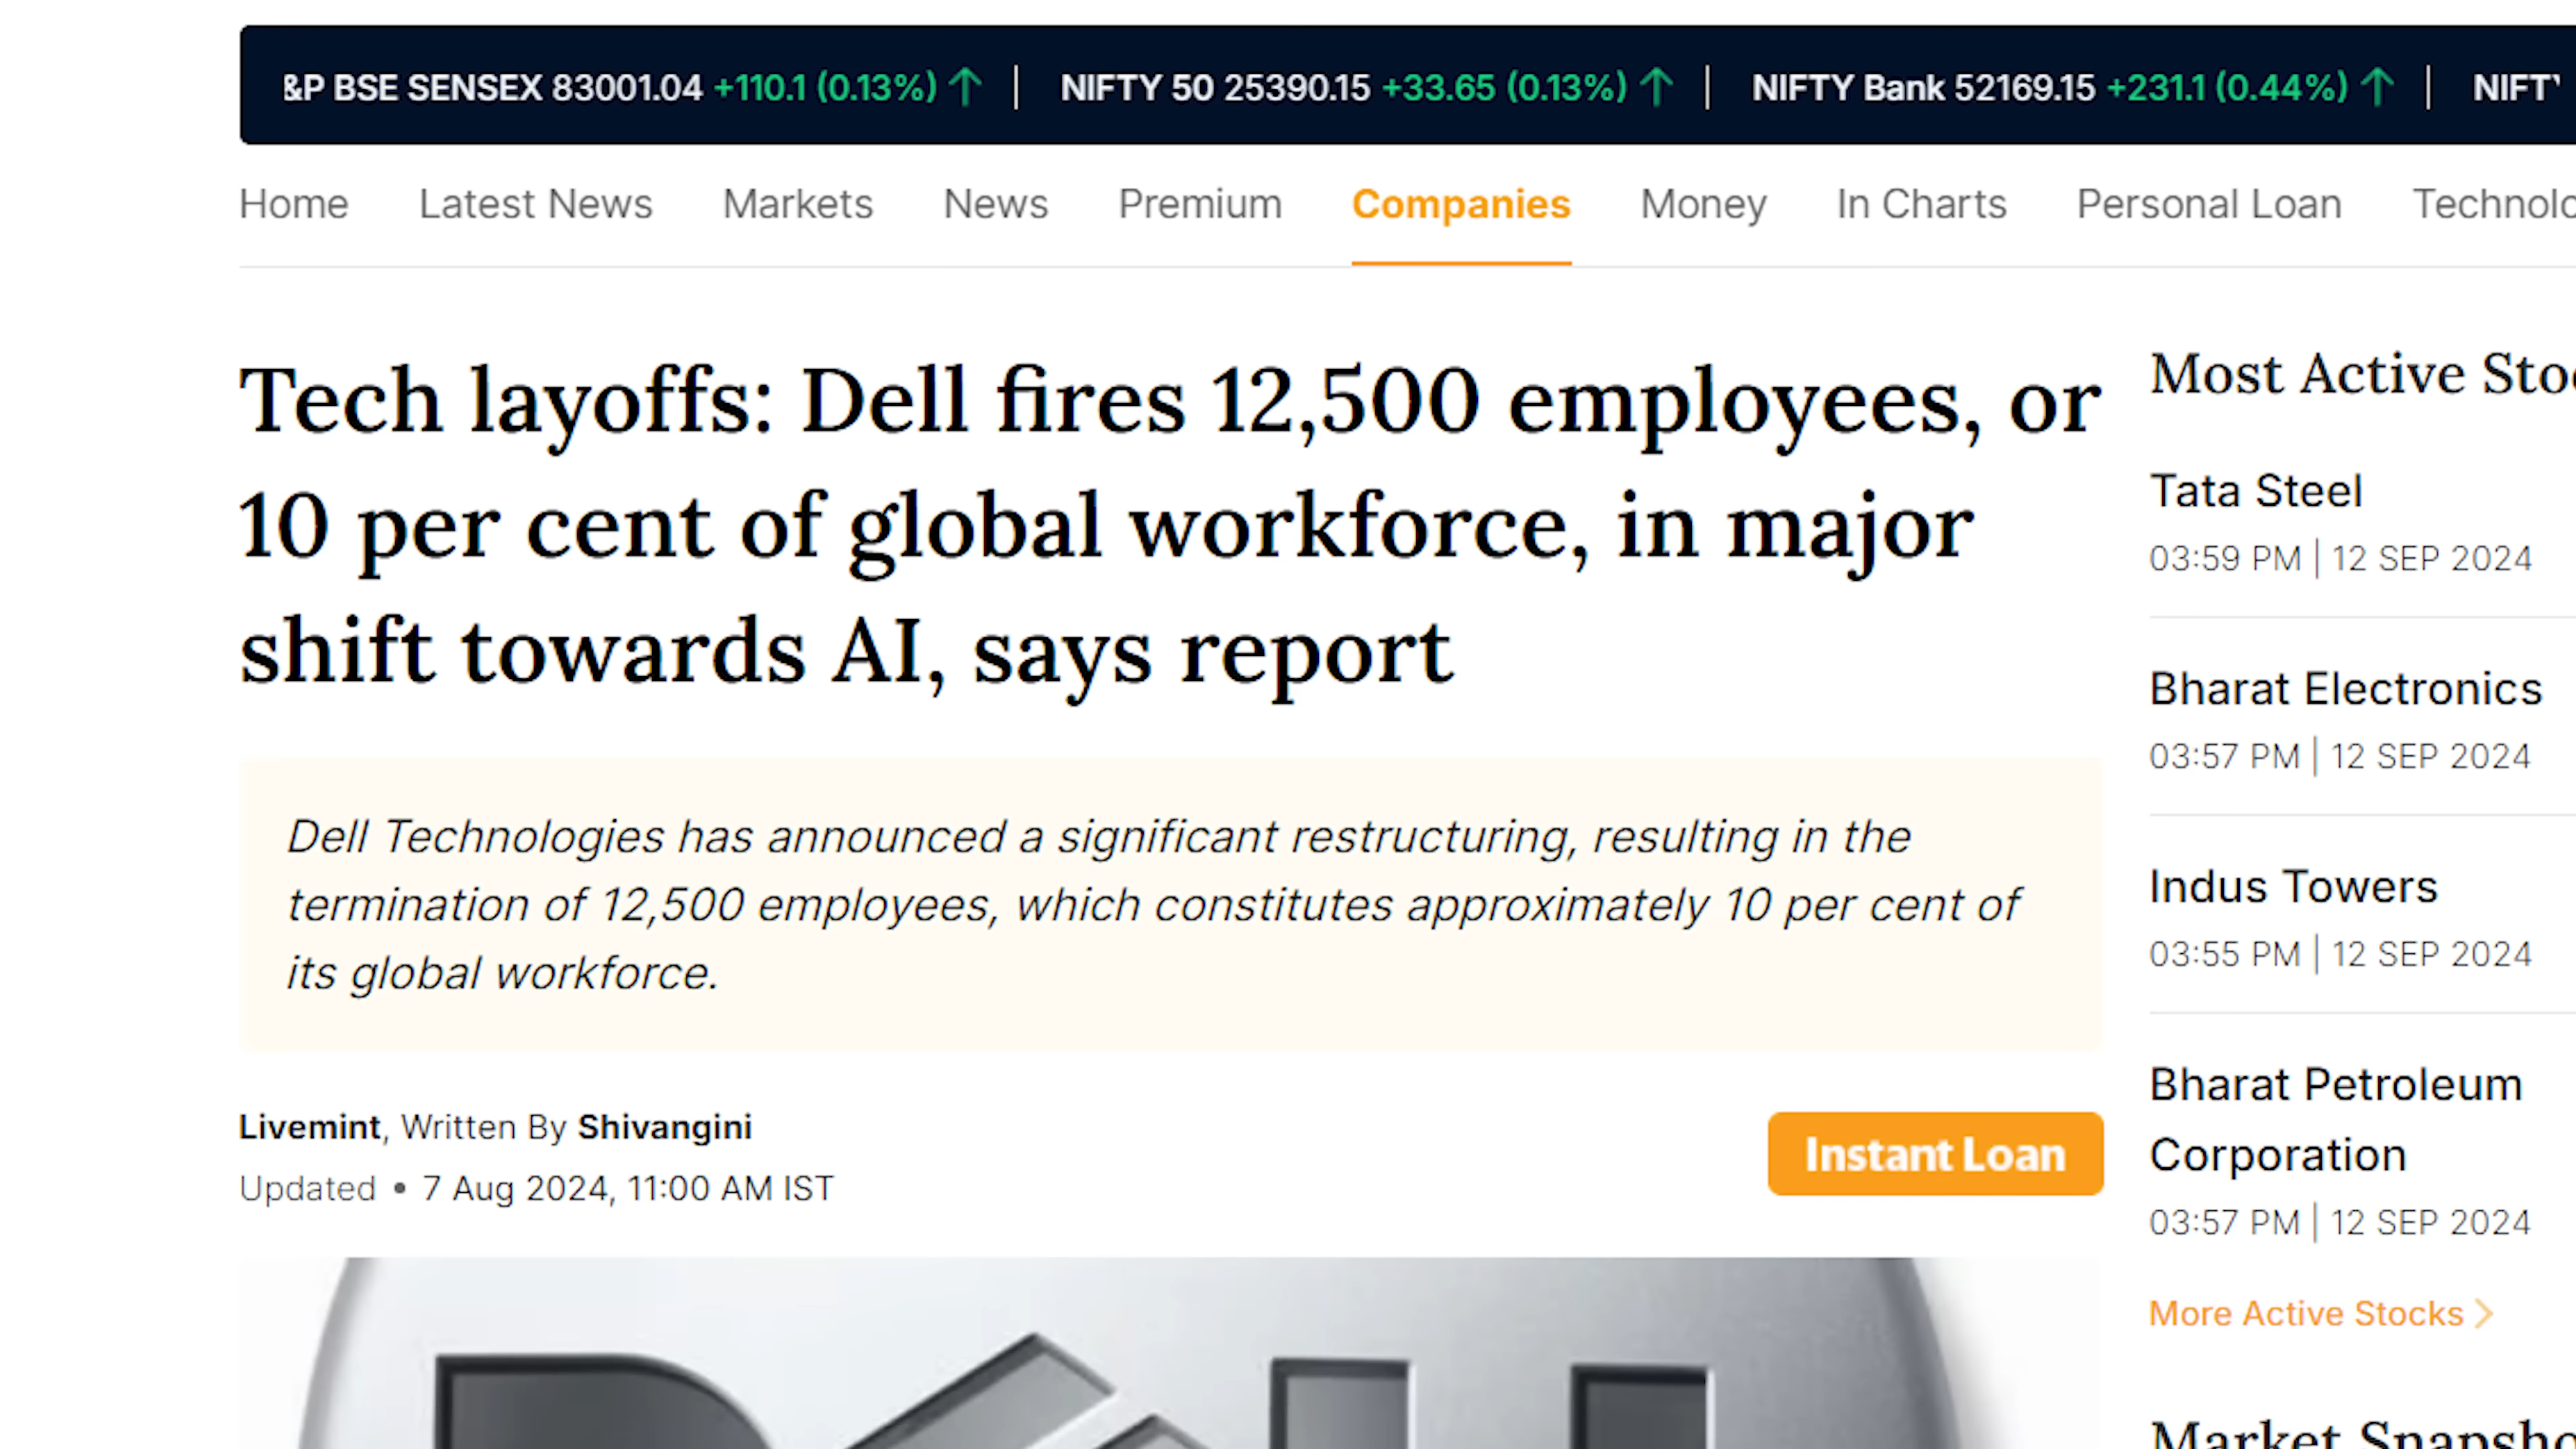 &P BSE SENSEX 83001.04 +110.1 (0.13%) ↑ | NIFTY 50 25390.15 +33.65 (0.13%) ↑ | NIFTY Bank 52169.15 +231.1 (0.44%) ↑ | NIFTY
Home Latest News Markets News Premium Companies Money In Charts Personal Loan Technolo
Tech layoffs: Dell fires 12,500 employees, or
10 per cent of global workforce, in major
shift towards AI, says report
Dell Technologies has announced a significant restructuring, resulting in the
termination of 12,500 employees, which constitutes approximately 10 per cent of
its global workforce.
Livemint, Written By Shivangini
Updated • 7 Aug 2024, 11:00 AM IST
Instant Loan
DELL
Most Active Sto
Tata Steel
03:59 PM | 12 SEP 2024
Bharat Electronics
03:57 PM | 12 SEP 2024
Indus Towers
03:55 PM | 12 SEP 2024
Bharat Petroleum
Corporation
03:57 PM | 12 SEP 2024
More Active Stocks >
Market Snapsho